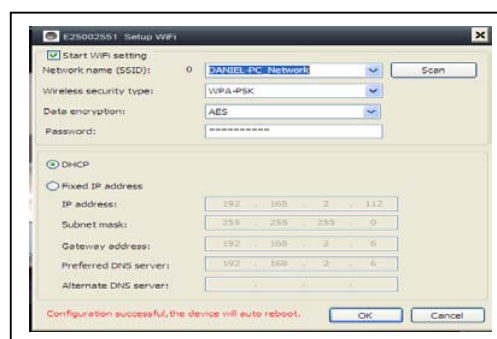 E25002551 Setup WiFi
Start WiFi setting
Network name (SSID): 0 DANIEL-PC_Network Scan
Wireless security type: WPA-PSK
Data encryption: AES
Password: **********
DHCP
Fixed IP address
IP address: 192 . 168 . 2 . 112
Subnet mask: 255 . 255 . 255 . 0
Gateway address: 192 . 168 . 2 . 6
Preferred DNS server: 192 . 168 . 2 . 6
Alternate DNS server: . . .
Configuration successful,the device will auto reboot. OK Cancel